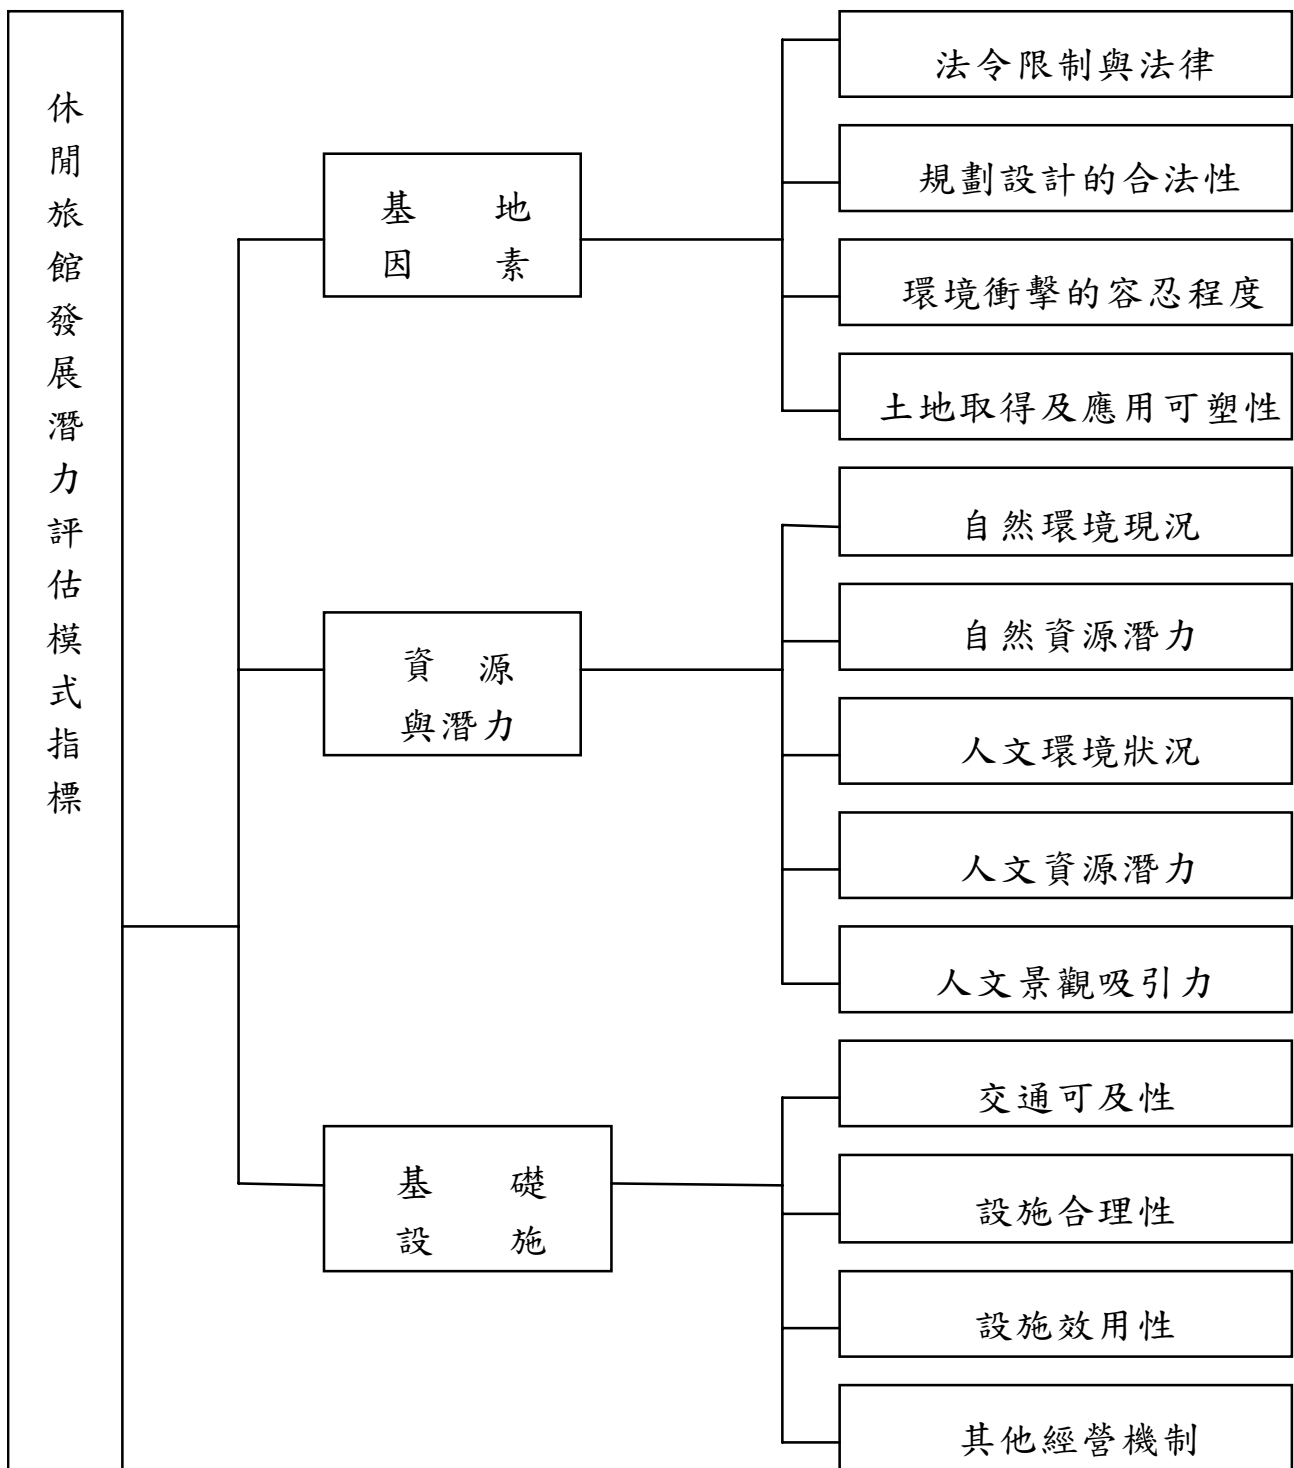 休閒旅館發展潛力評估模式指標
基地
因素
法令限制與法律
規劃設計的合法性
環境衝擊的容忍程度
土地取得及應用可塑性
資源
與潛力
自然環境現況
自然資源潛力
人文環境狀況
人文資源潛力
人文景觀吸引力
基礎
設施
交通可及性
設施合理性
設施效用性
其他經營機制